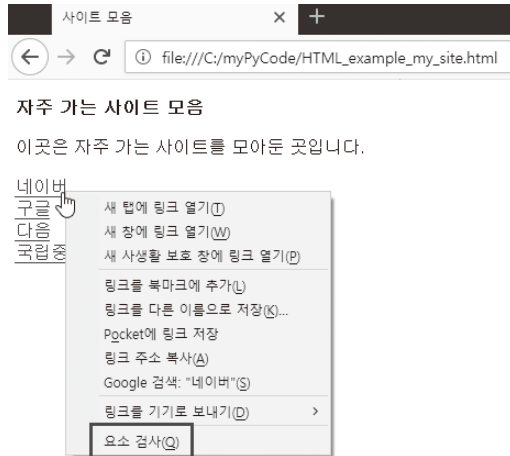 사이트 모음
file:///C:/myPyCode/HTML_example_my_site.html
자주 가는 사이트 모음
이곳은 자주 가는 사이트를 모아둔 곳입니다.
네이버
구글
다음
국립중
새 탭에 링크 열기(T)
새 창에 링크 열기(W)
새 사생활 보호 창에 링크 열기(P)
링크를 북마크에 추가(L)
링크를 다른 이름으로 저장(K)...
Pocket에 링크 저장
링크 주소 복사(A)
Google 검색: "네이버"(S)
링크를 기기로 보내기(D)
요소 검사(Q)